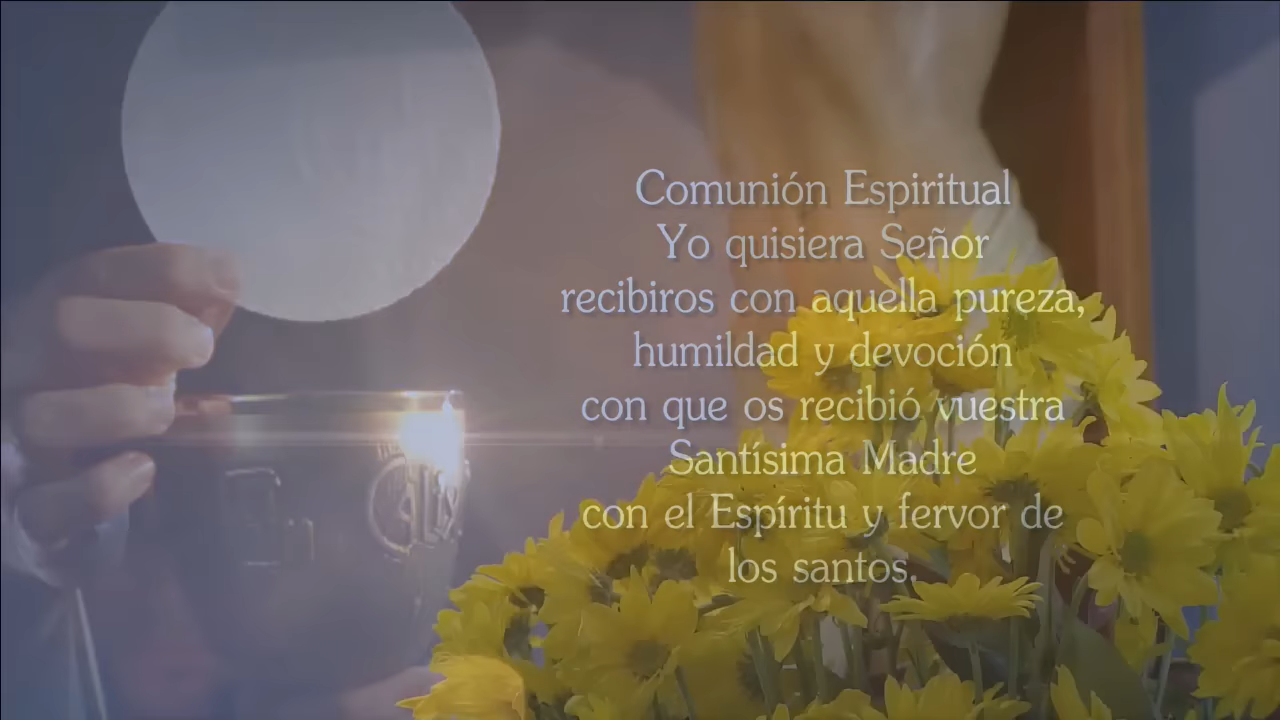 Comunión Espiritual
Yo quisiera Señor
recibiros con aquella pureza,
humildad y devoción
con que os recibió vuestra
Santísima Madre
con el Espíritu y fervor de
los santos.